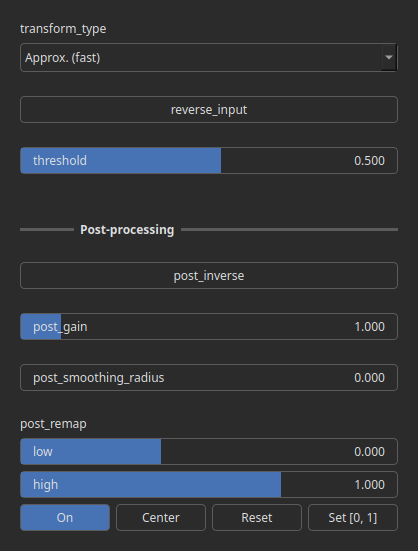 transform_type
Approx. (fast)
reverse_input
threshold 0.500
Post-processing
post_inverse
post_gain 1.000
post_smoothing_radius 0.000
post_remap
low 0.000
high 1.000
On Center Reset Set [0, 1]